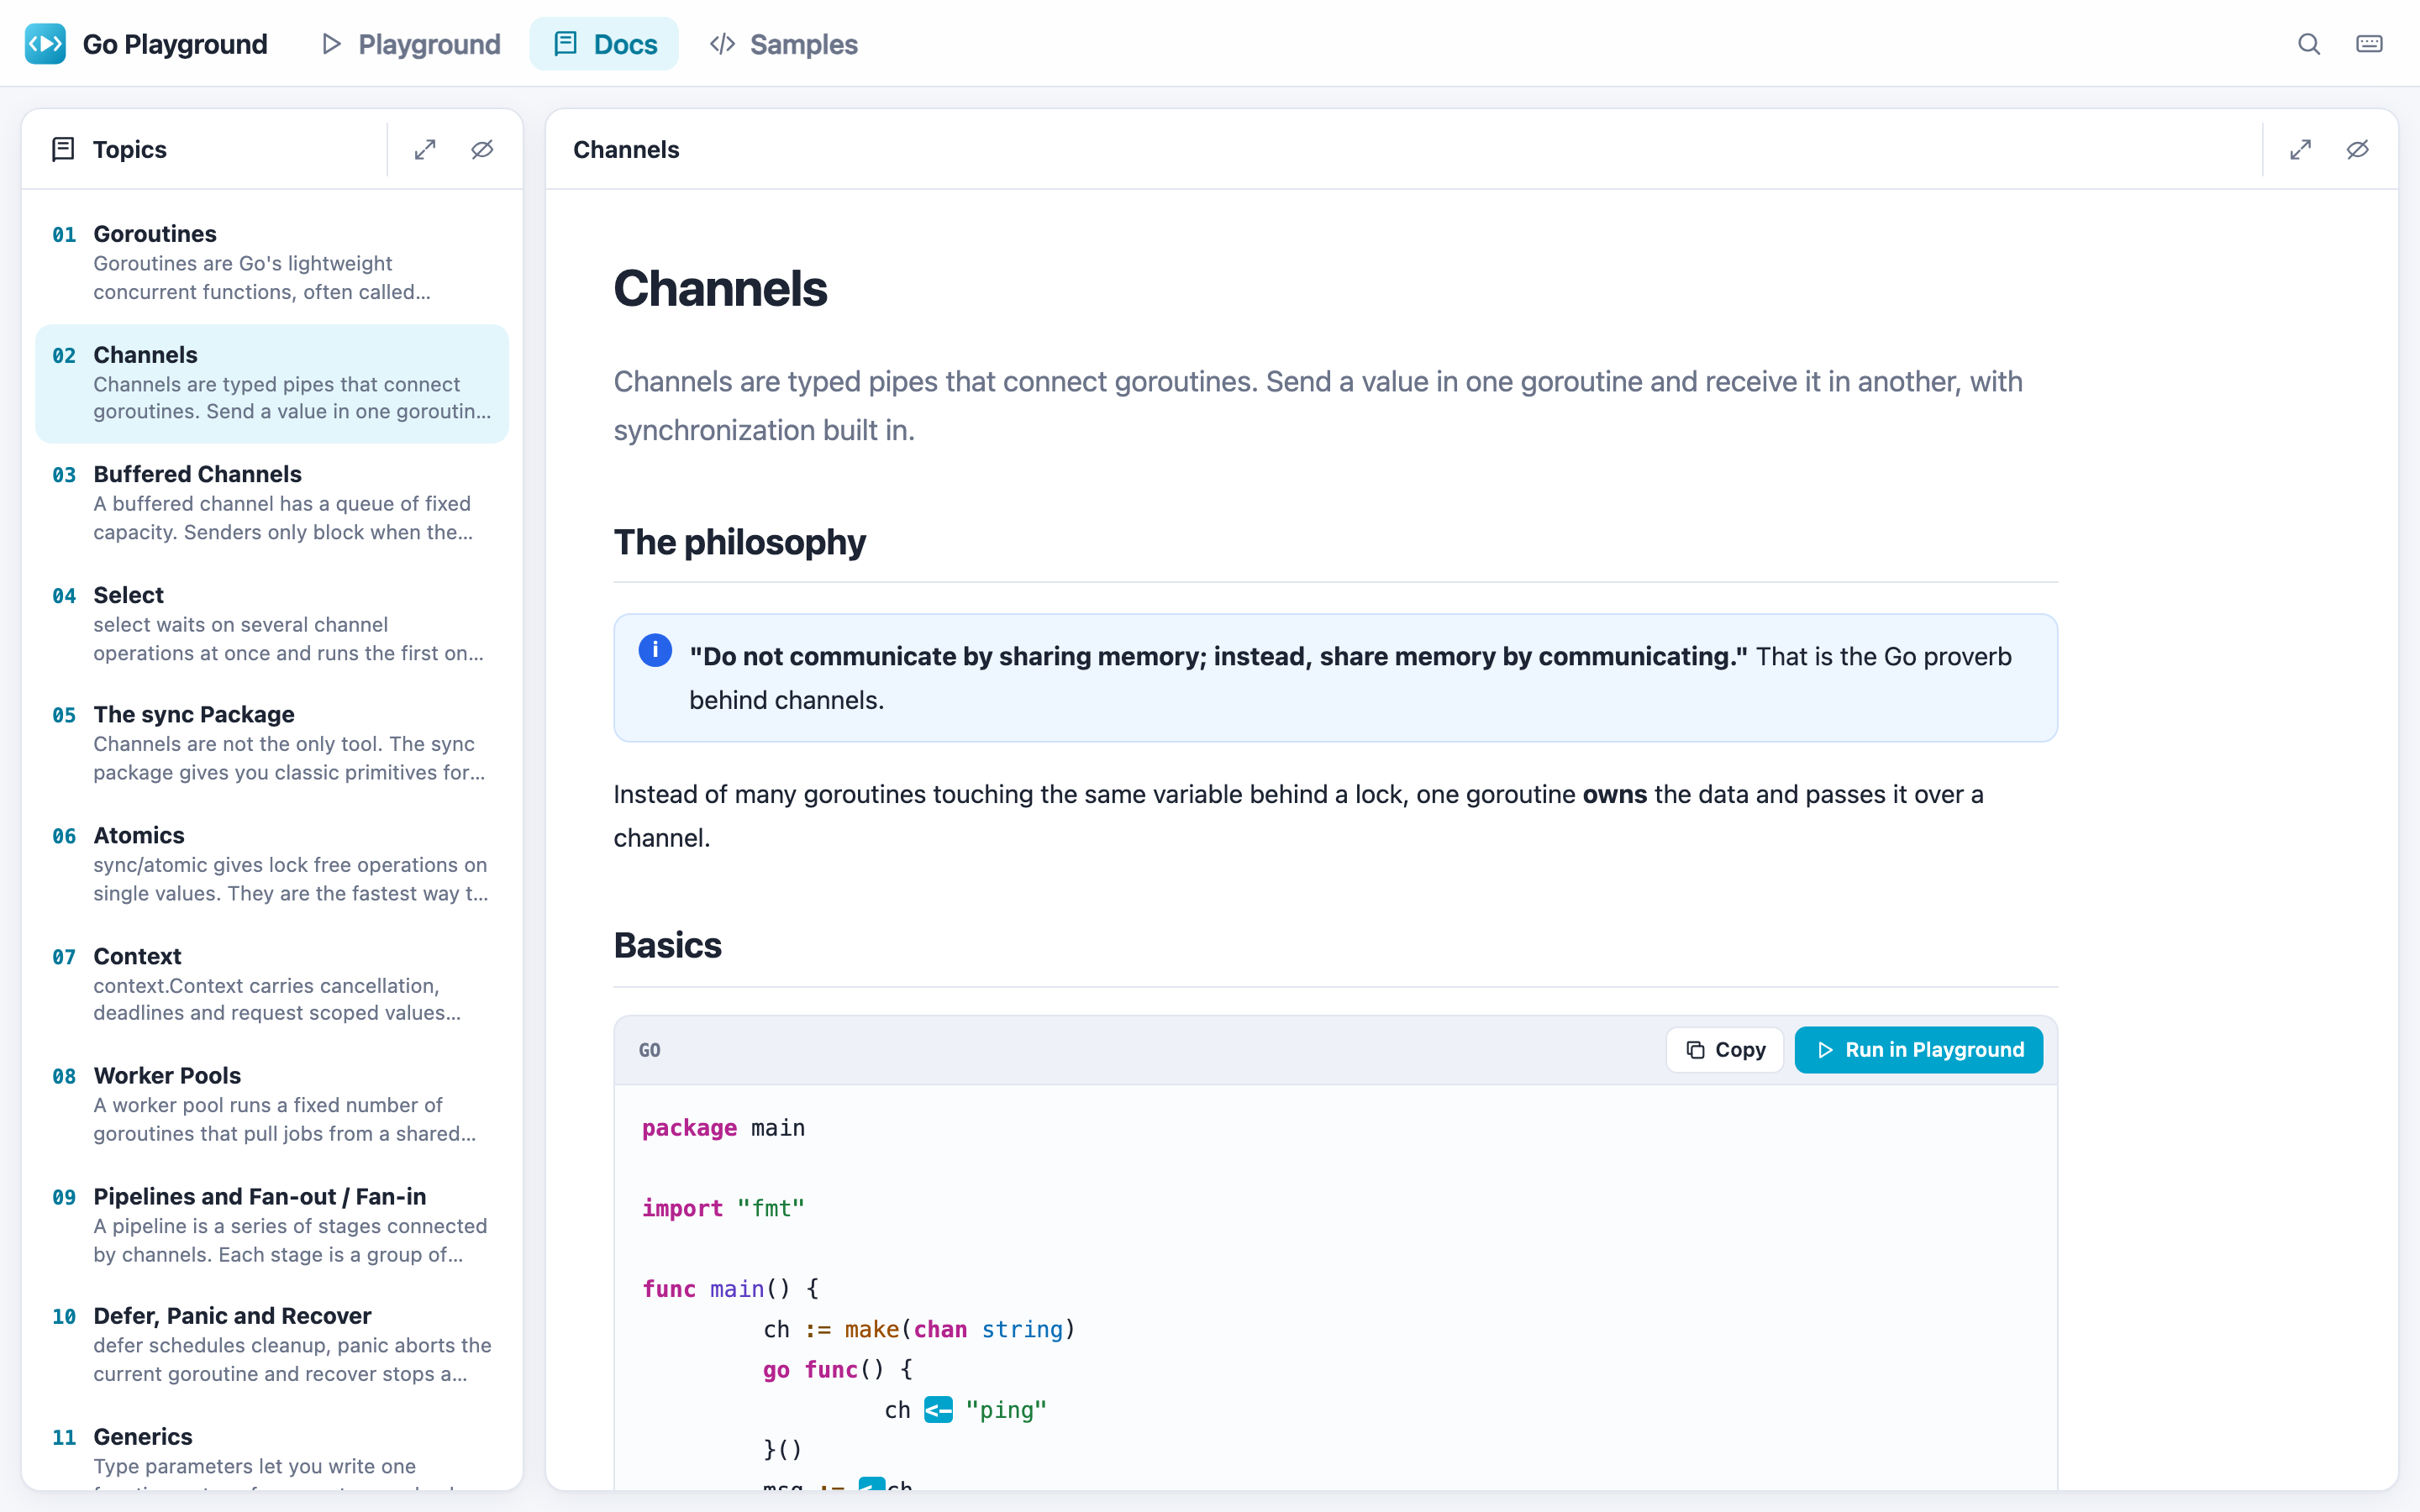 Go Playground
Playground
Docs
Samples
Topics
01 Goroutines
Goroutines are Go's lightweight
concurrent functions, often called...
02 Channels
Channels are typed pipes that connect
goroutines. Send a value in one goroutin...
03 Buffered Channels
A buffered channel has a queue of fixed
capacity. Senders only block when the...
04 Select
select waits on several channel
operations at once and runs the first on...
05 The sync Package
Channels are not the only tool. The sync
package gives you classic primitives for...
06 Atomics
sync/atomic gives lock free operations on
single values. They are the fastest way t...
07 Context
context.Context carries cancellation,
deadlines and request scoped values...
08 Worker Pools
A worker pool runs a fixed number of
goroutines that pull jobs from a shared...
09 Pipelines and Fan-out / Fan-in
A pipeline is a series of stages connected
by channels. Each stage is a group of...
10 Defer, Panic and Recover
defer schedules cleanup, panic aborts the
current goroutine and recover stops a...
11 Generics
Type parameters let you write one
Channels
Channels
Channels are typed pipes that connect goroutines. Send a value in one goroutine and receive it in another, with
synchronization built in.
The philosophy
"Do not communicate by sharing memory; instead, share memory by communicating." That is the Go proverb
behind channels.
Instead of many goroutines touching the same variable behind a lock, one goroutine owns the data and passes it over a
channel.
Basics
GO
Copy
Run in Playground
package main
import "fmt"
func main() {
ch := make(chan string)
go func() {
ch <- "ping"
}()
msg := <-ch